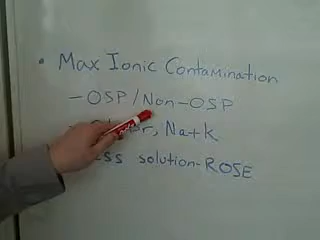 • Max Ionic Contamination
- OSP / Non - OSP
Na + K
solution - ROSE